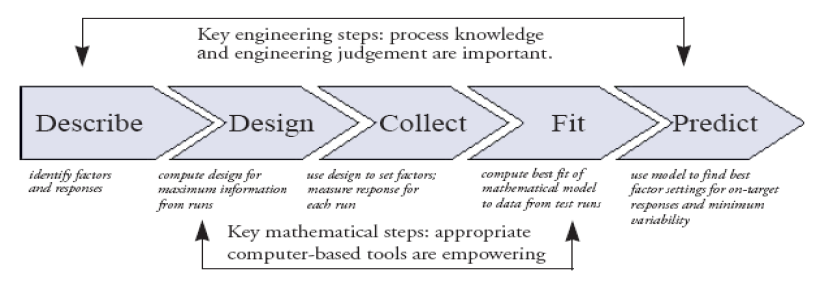 Key engineering steps: process knowledge
and engineering judgement are important.
Describe
Design
Collect
Fit
Predict
identify factors
and responses
compute design for
maximum information
from runs
use design to set factors;
measure response for
each run
compute best fit of
mathematical model
to data from test runs
use model to find best
factor settings for on-target
responses and minimum
variability
Key mathematical steps: appropriate
computer-based tools are empowering